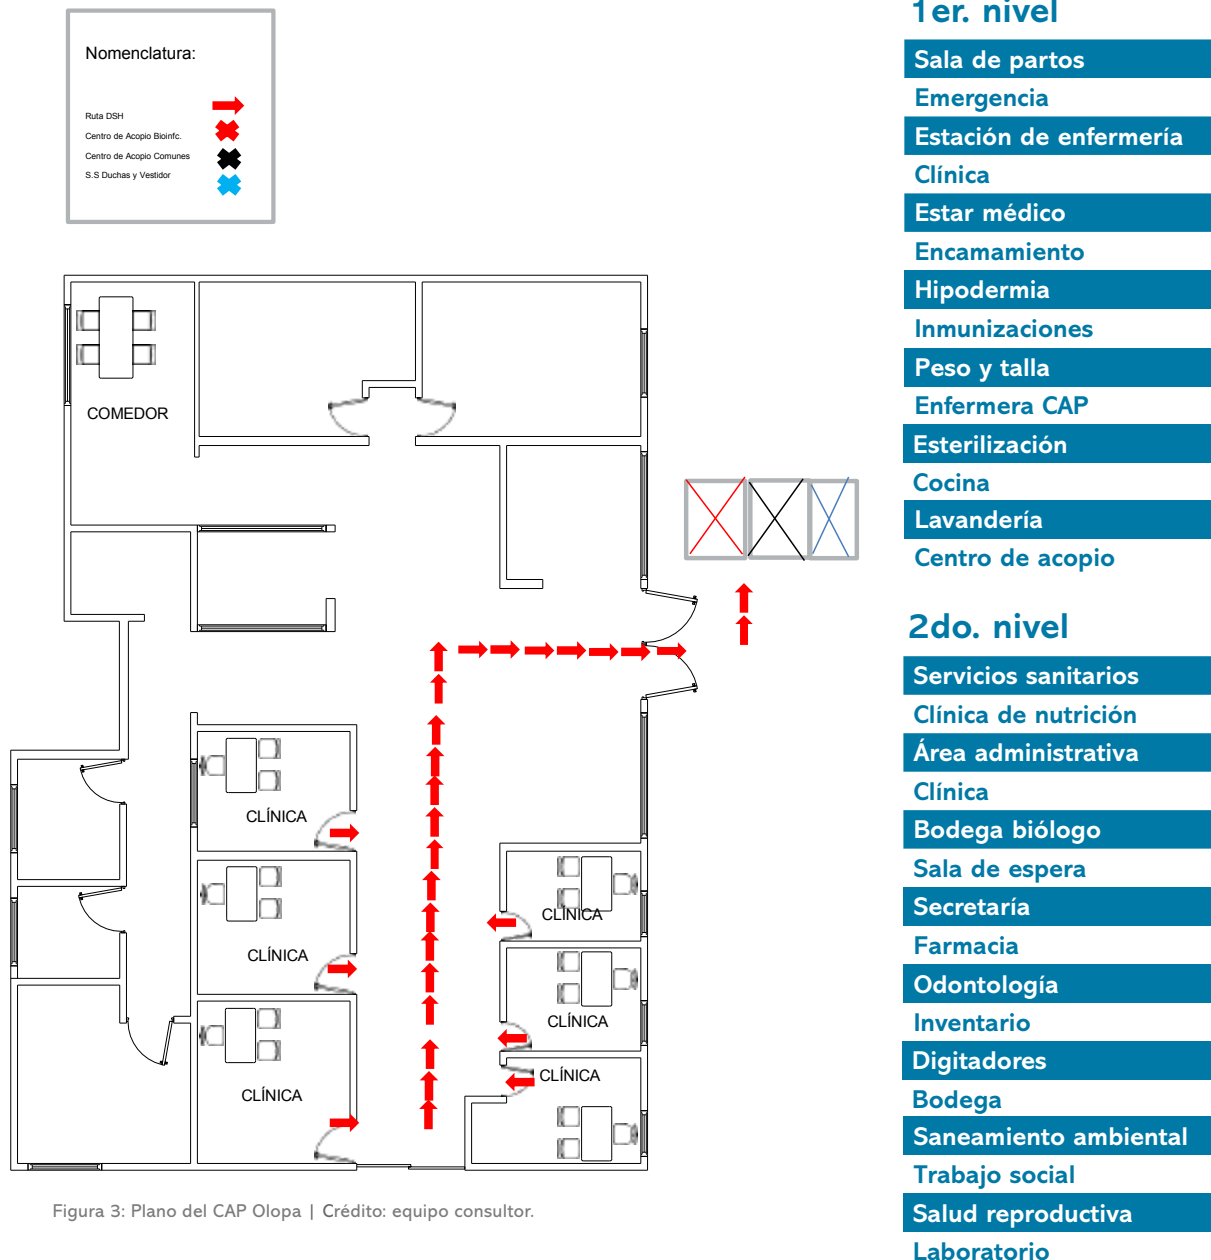 Nomenclatura:
Ruta DSH
Centro de Acopio Bioinfc.
Centro de Acopio Comunes
S.S Duchas y Vestidor
COMEDOR
CLÍNICA
CLÍNICA
CLÍNICA
CLÍNICA
CLÍNICA
CLÍNICA
Figura 3: Plano del CAP Olopa | Crédito: equipo consultor.
1er. nivel
Sala de partos
Emergencia
Estación de enfermería
Clínica
Estar médico
Encamamiento
Hipodermia
Inmunizaciones
Peso y talla
Enfermera CAP
Esterilización
Cocina
Lavandería
Centro de acopio
2do. nivel
Servicios sanitarios
Clínica de nutrición
Área administrativa
Clínica
Bodega biólogo
Sala de espera
Secretaría
Farmacia
Odontología
Inventario
Digitadores
Bodega
Saneamiento ambiental
Trabajo social
Salud reproductiva
Laboratorio